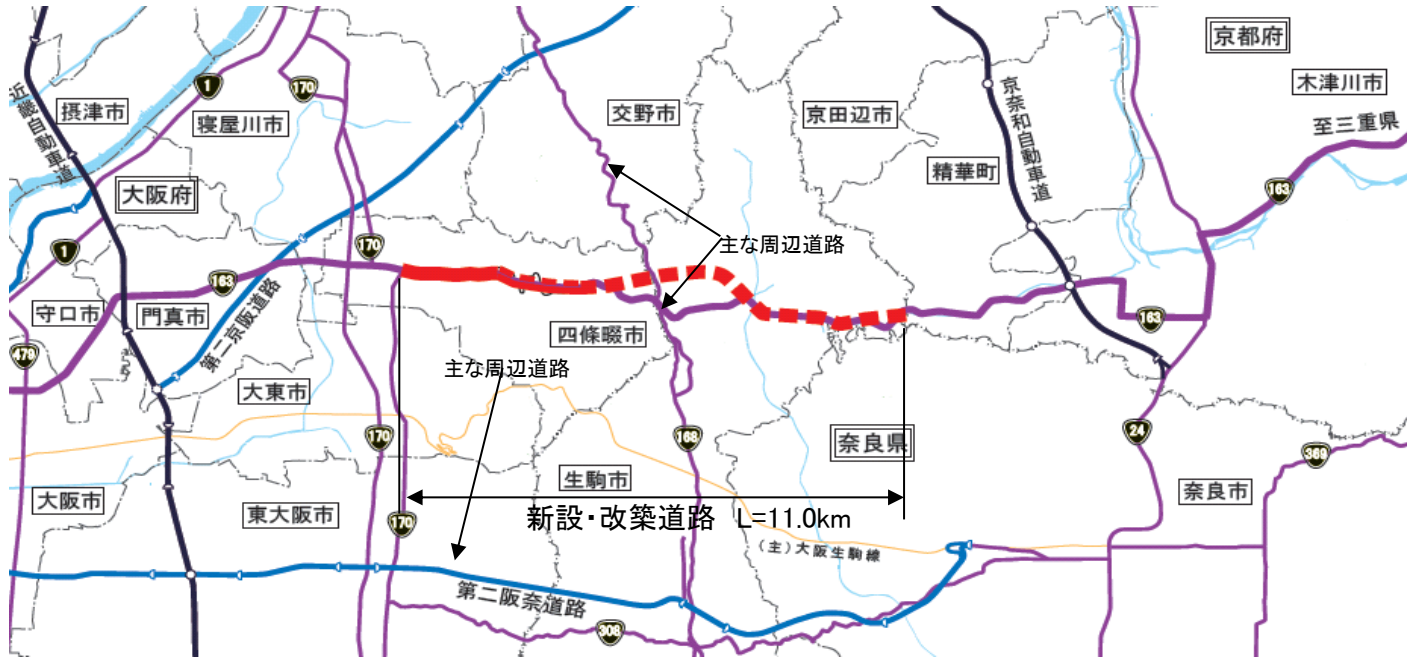 京都府
木津川市
至三重県
163
1
170
摂津市
寝屋川市
近畿自動車道
交野市
京田辺市
京奈和自動車道
精華町
大阪府
主な周辺道路
1
170
163
守口市
門真市
第二京阪道路
四條畷市
163
479
主な周辺道路
大東市
170
168
奈良県
24
369
大阪市
東大阪市
170
生駒市
奈良市
新設・改築道路 L=11.0km
(主)大阪生駒線
第二阪奈道路
308